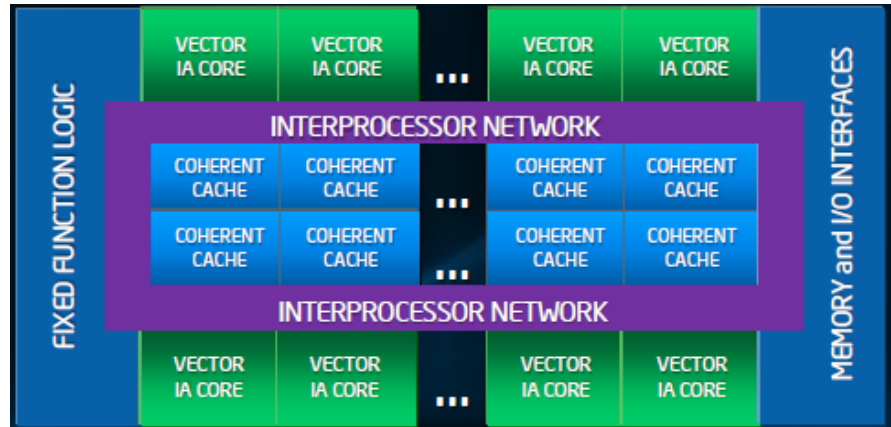 FIXED FUNCTION LOGIC
VECTOR
IA CORE
VECTOR
IA CORE
...
VECTOR
IA CORE
VECTOR
IA CORE
INTERPROCESSOR NETWORK
COHERENT
CACHE
COHERENT
CACHE
...
COHERENT
CACHE
COHERENT
CACHE
COHERENT
CACHE
COHERENT
CACHE
...
COHERENT
CACHE
COHERENT
CACHE
INTERPROCESSOR NETWORK
VECTOR
IA CORE
VECTOR
IA CORE
...
VECTOR
IA CORE
VECTOR
IA CORE
MEMORY and I/O INTERFACES